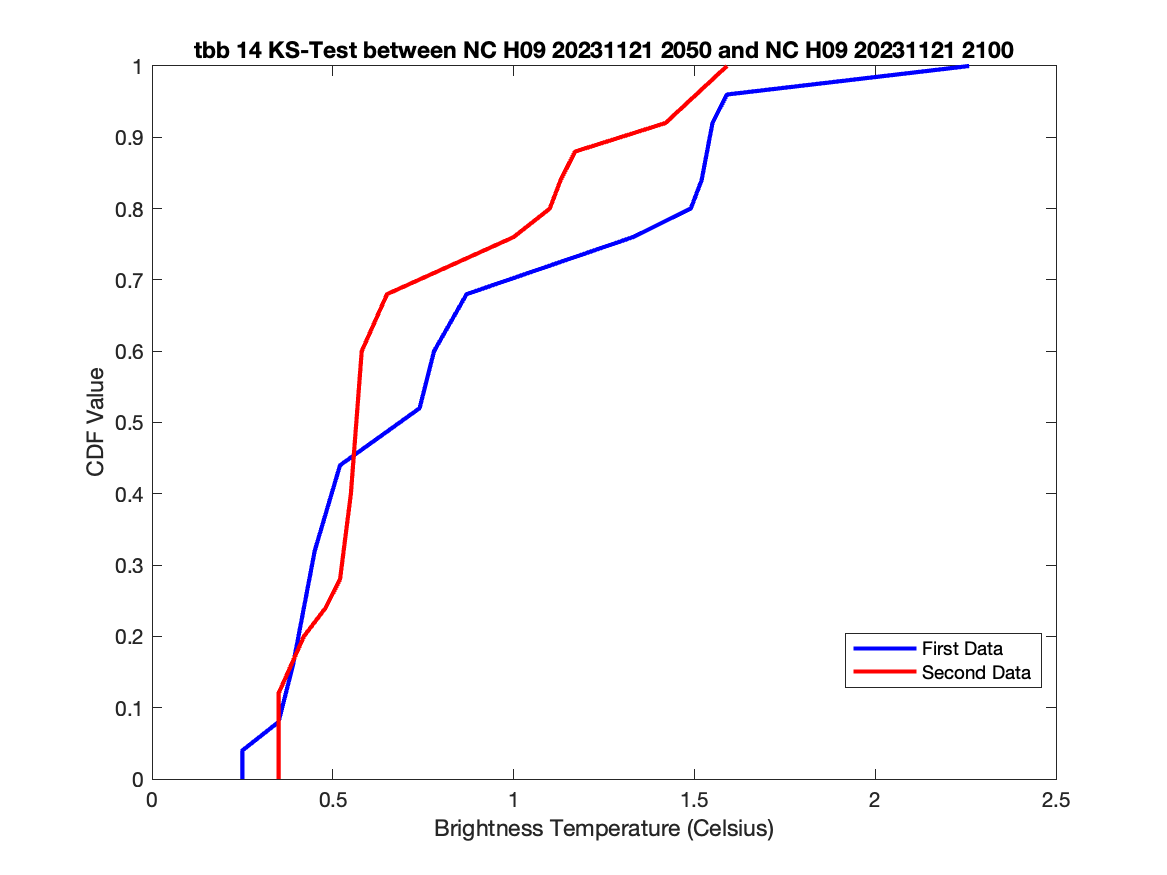 tbb 14 KS-Test between NC H09 20231121 2050 and NC H09 20231121 2100
1
0.9
0.8
0.7
0.6
0.5
0.4
0.3
0.2
0.1
0
CDF Value
First Data
Second Data
0 0.5 1 1.5 2 2.5
Brightness Temperature (Celsius)